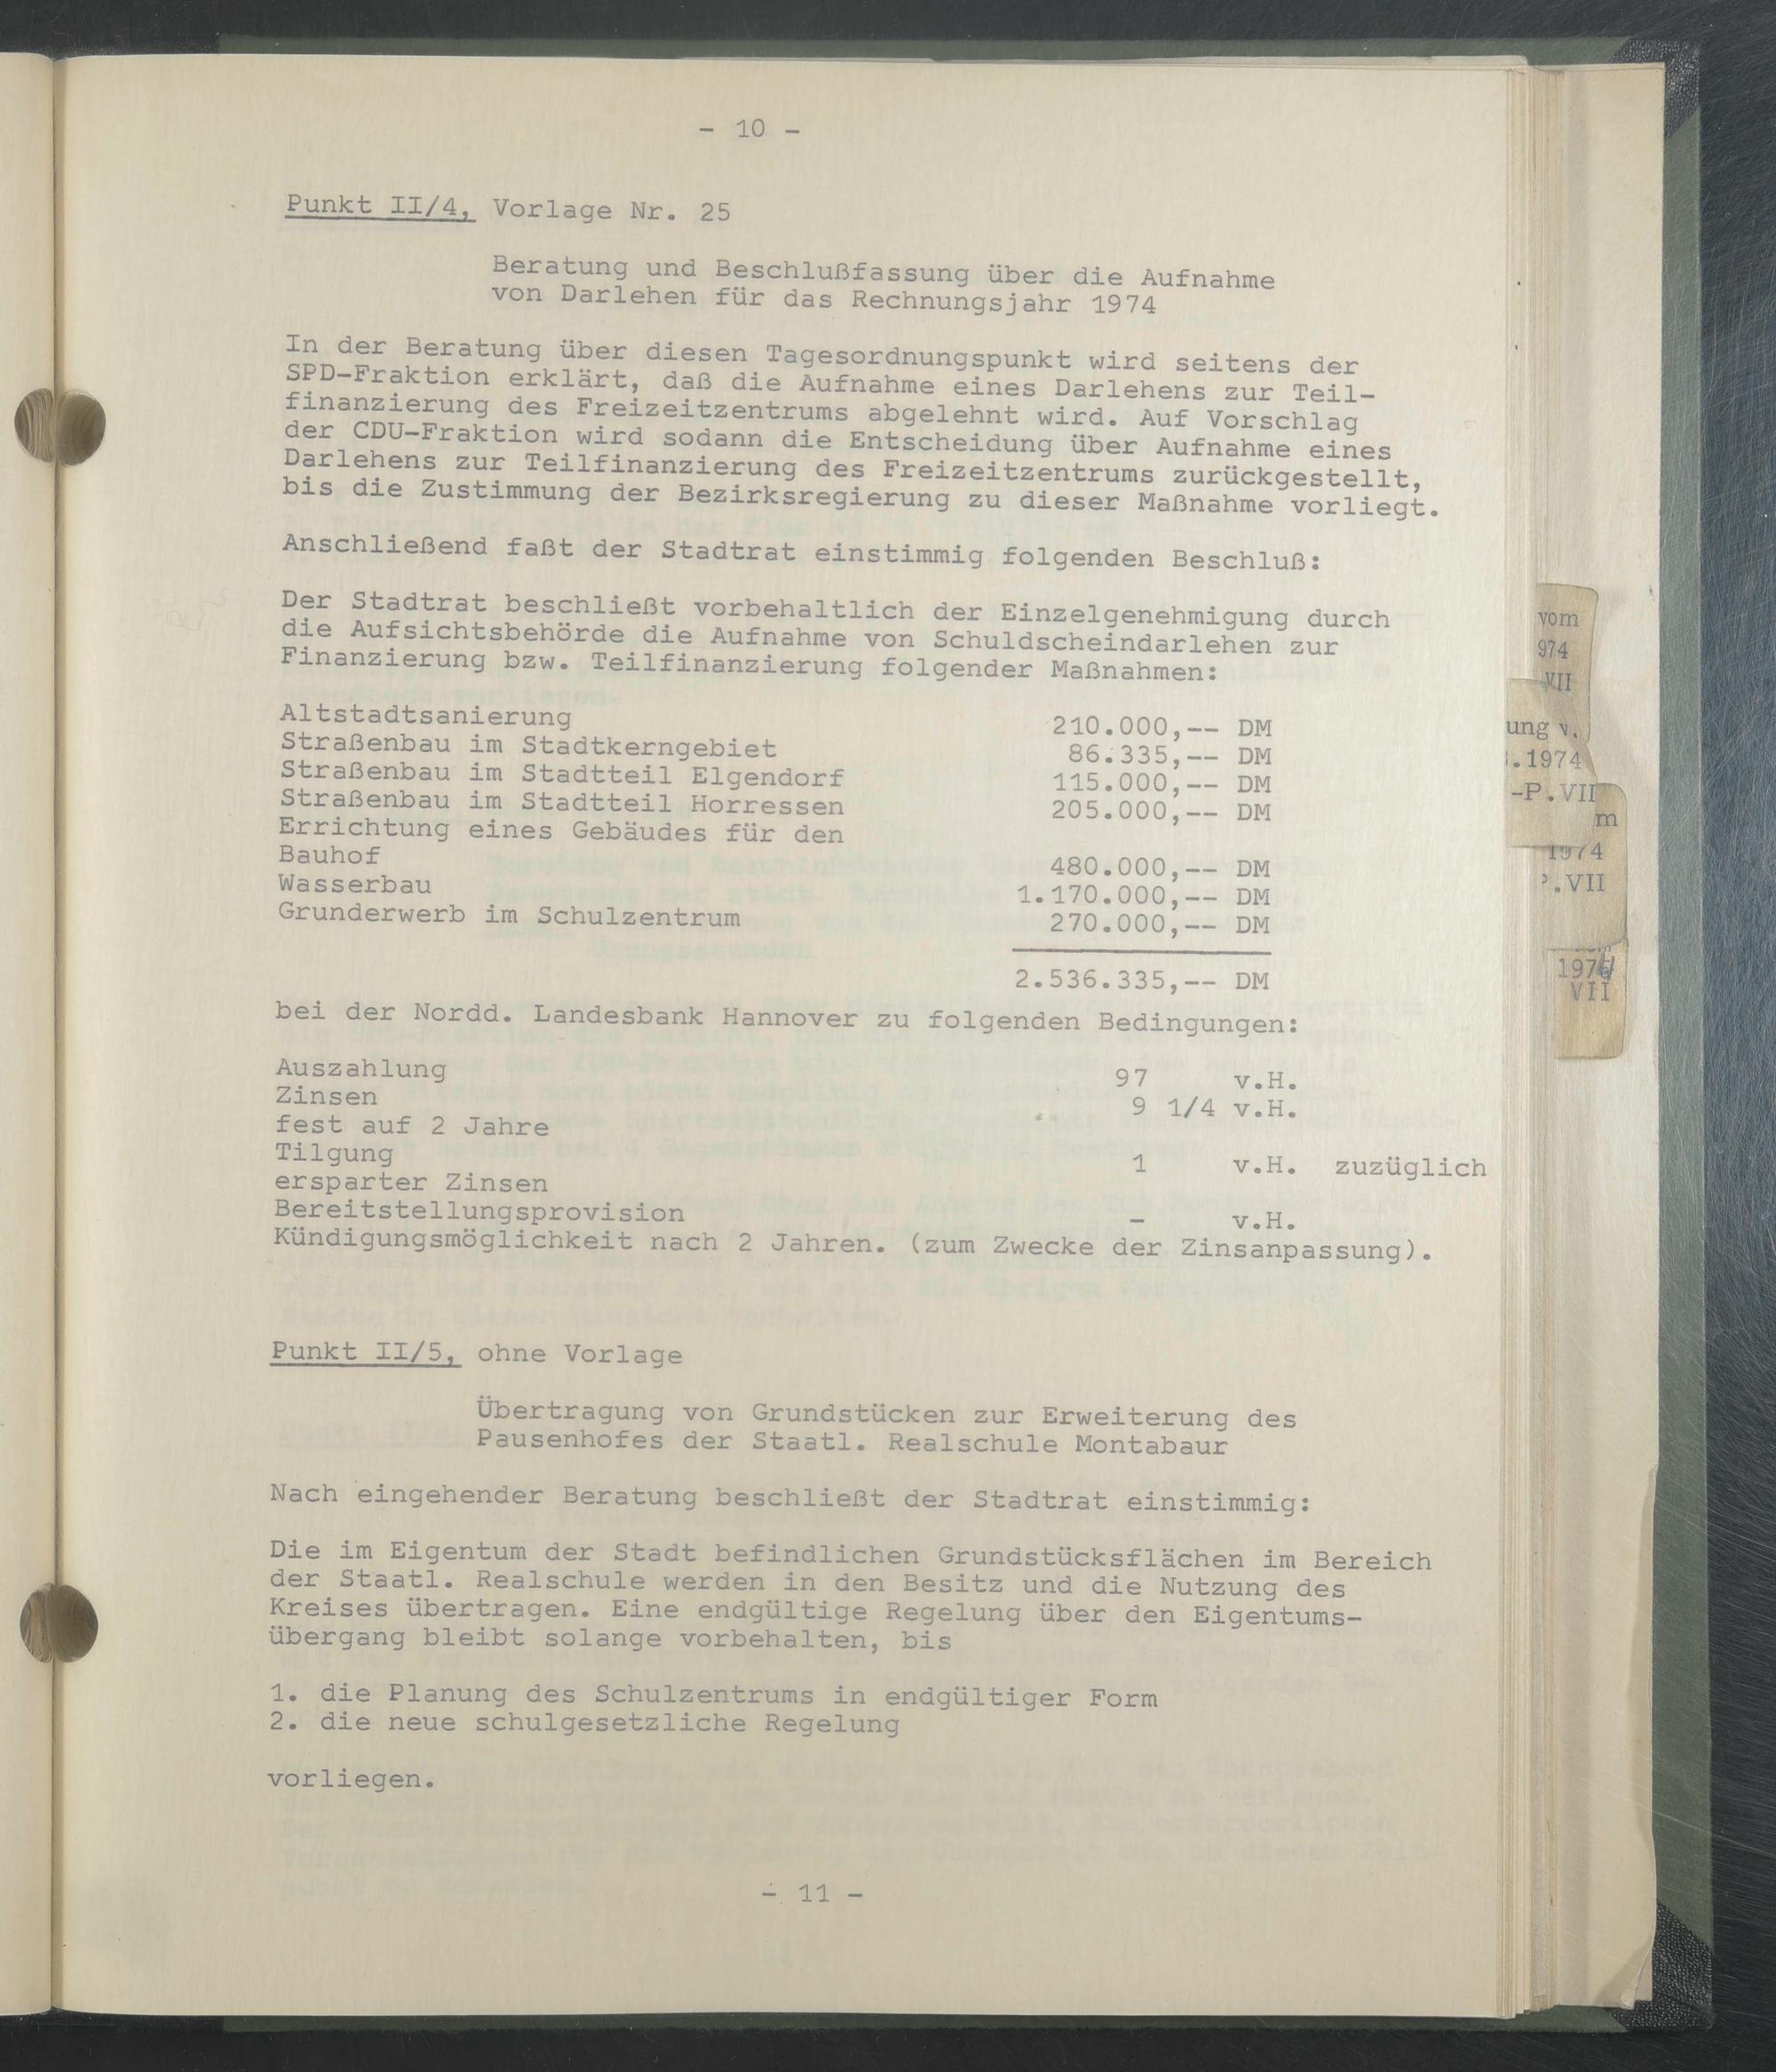 - 10 -
Punkt II/4, Vorlage Nr. 25
Beratung und Beschlußfassung über die Aufnahme
von Darlehen für das Rechnungsjahr 1974
In der Beratung über diesen Tagesordnungspunkt wird seitens der
SPD-Fraktion erklärt, daß die Aufnahme eines Darlehens zur Teil-
finanzierung des Freizeitzentrums abgelehnt wird. Auf Vorschlag
der CDU-Fraktion wird sodann die Entscheidung über Aufnahme eines
Darlehens zur Teilfinanzierung des Freizeitzentrums zurückgestellt,
bis die Zustimmung der Bezirksregierung zu dieser Maßnahme vorliegt.
Anschließend faßt der Stadtrat einstimmig folgenden Beschluß:
Der Stadtrat beschließt vorbehaltlich der Einzelgenehmigung durch
die Aufsichtsbehörde die Aufnahme von Schuldscheindarlehen zur
Finanzierung bzw. Teilfinanzierung folgender Maßnahmen:
Altstadtsanierung 210.000,-- DM
Straßenbau im Stadtkerngebiet 86.335,-- DM
Straßenbau im Stadtteil Elgendorf 115.000,-- DM
Straßenbau im Stadtteil Horressen 205.000,-- DM
Errichtung eines Gebäudes für den
Bauhof 480.000,-- DM
Wasserbau 1.170.000,-- DM
Grunderwerb im Schulzentrum 270.000,-- DM
2.536.335,-- DM
bei der Nordd. Landesbank Hannover zu folgenden Bedingungen:
Auszahlung 97 v.H.
Zinsen 9 1/4 v.H.
fest auf 2 Jahre
Tilgung 1 v.H. zuzüglich
ersparter Zinsen
Bereitstellungsprovision - v.H.
Kündigungsmöglichkeit nach 2 Jahren. (zum Zwecke der Zinsanpassung).
Punkt II/5, ohne Vorlage
Übertragung von Grundstücken zur Erweiterung des
Pausenhofes der Staatl. Realschule Montabaur
Nach eingehender Beratung beschließt der Stadtrat einstimmig:
Die im Eigentum der Stadt befindlichen Grundstücksflächen im Bereich
der Staatl. Realschule werden in den Besitz und die Nutzung des
Kreises übertragen. Eine endgültige Regelung über den Eigentums-
übergang bleibt solange vorbehalten, bis
1. die Planung des Schulzentrums in endgültiger Form
2. die neue schulgesetzliche Regelung
vorliegen.
- 11 -
vom
974
VII
ung v.
.1974
-P.VII
m
1974
P.VII
VII